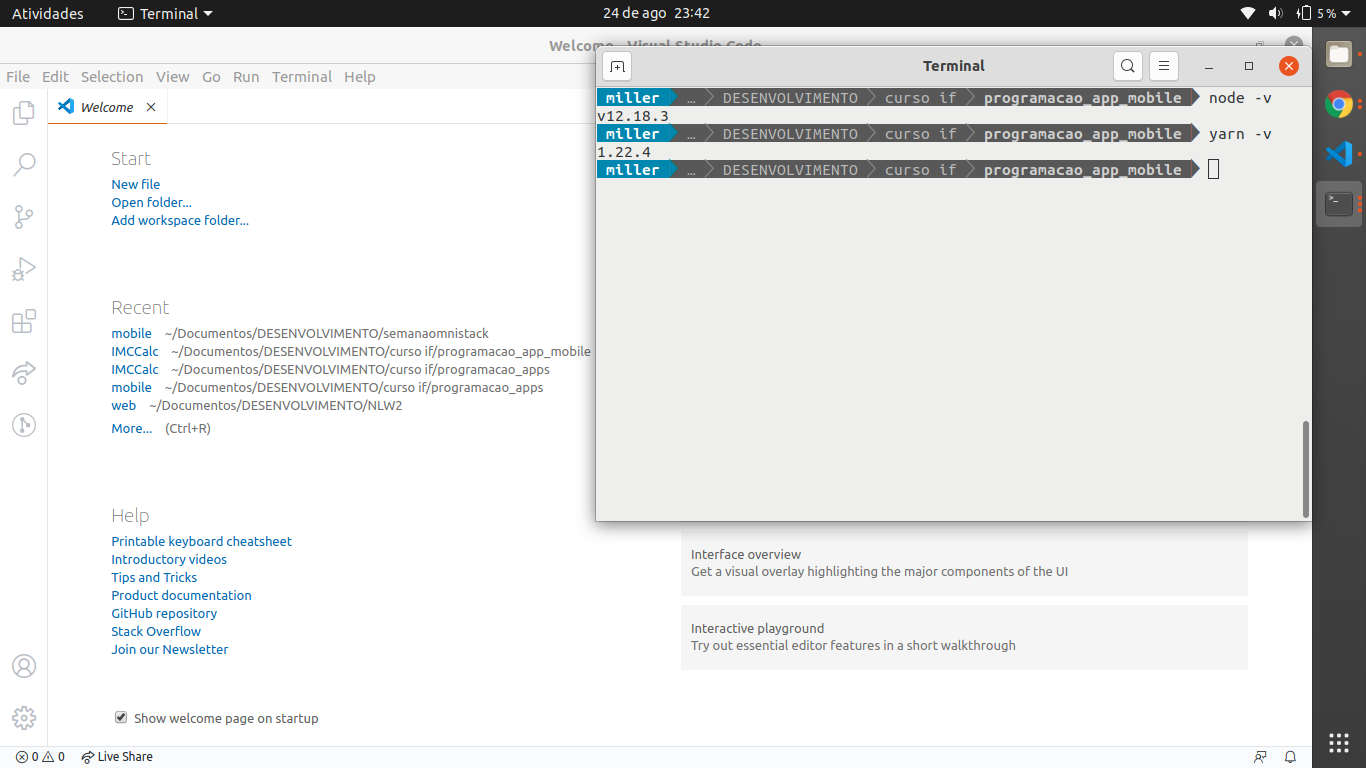 Atividades Terminal 24 de ago 23:42 5 %
Welcome - Visual Studio Code
File Edit Selection View Go Run Terminal Help
Welcome
Start
New file
Open folder...
Add workspace folder...
Recent
mobile ~/Documentos/DESENVOLVIMENTO/semanaomnistack
IMCCalc ~/Documentos/DESENVOLVIMENTO/curso if/programacao_app_mobile
IMCCalc ~/Documentos/DESENVOLVIMENTO/curso if/programacao_apps
mobile ~/Documentos/DESENVOLVIMENTO/curso if/programacao_apps
web ~/Documentos/DESENVOLVIMENTO/NLW2
More... (Ctrl+R)
Help
Printable keyboard cheatsheet
Introductory videos
Tips and Tricks
Product documentation
GitHub repository
Stack Overflow
Join our Newsletter
Show welcome page on startup
Terminal
miller … DESENVOLVIMENTO curso if programacao_app_mobile node -v
v12.18.3
miller … DESENVOLVIMENTO curso if programacao_app_mobile yarn -v
1.22.4
miller … DESENVOLVIMENTO curso if programacao_app_mobile
Interface overview
Get a visual overlay highlighting the major components of the UI
Interactive playground
Try out essential editor features in a short walkthrough
0 0 Live Share